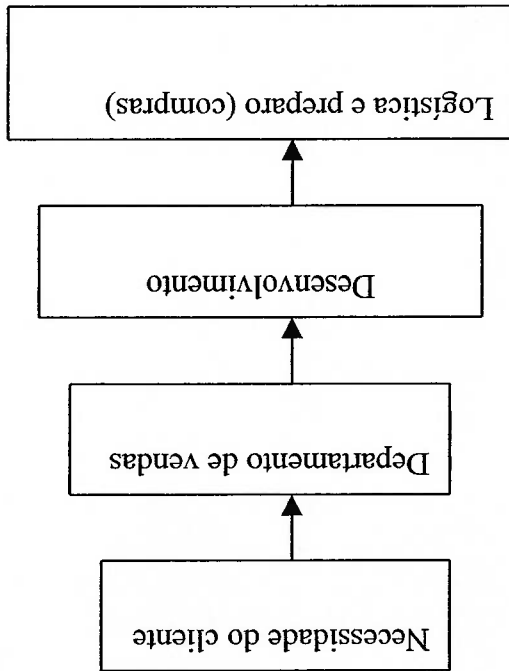 Necessidade do cliente
Departamento de vendas
Desenvolvimento
Logística e preparo (compras)